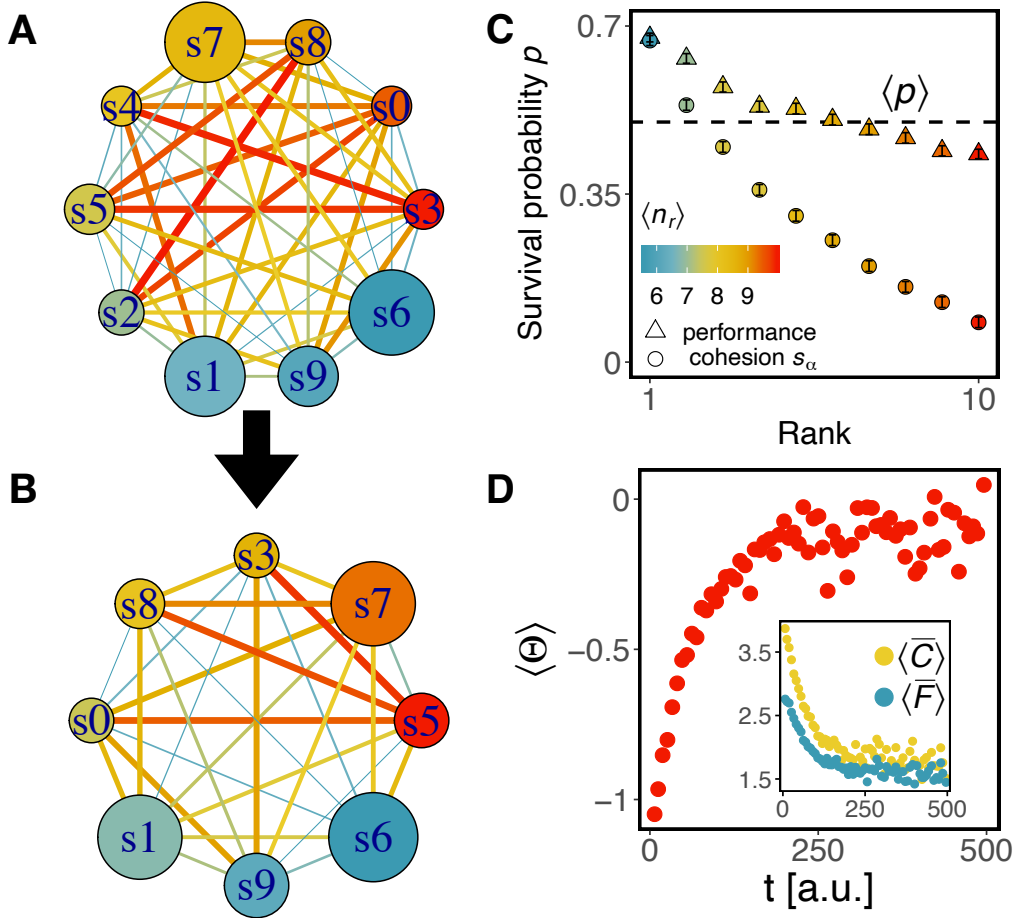 A
s7
s8
s4
s0
s5
s3
s2
s6
s1
s9
B
s3
s8
s7
s0
s5
s1
s6
s9
C
Survival probability p
0.7
0.35
0
⟨p⟩
⟨nᵣ⟩
6 7 8 9
performance
cohesion sα
1 10
Rank
D
⟨Θ⟩
0
−0.5
−1
0 250 500
t [a.u.]
3.5
2.5
1.5
⟨C̅⟩
⟨F̅⟩
0 250 500